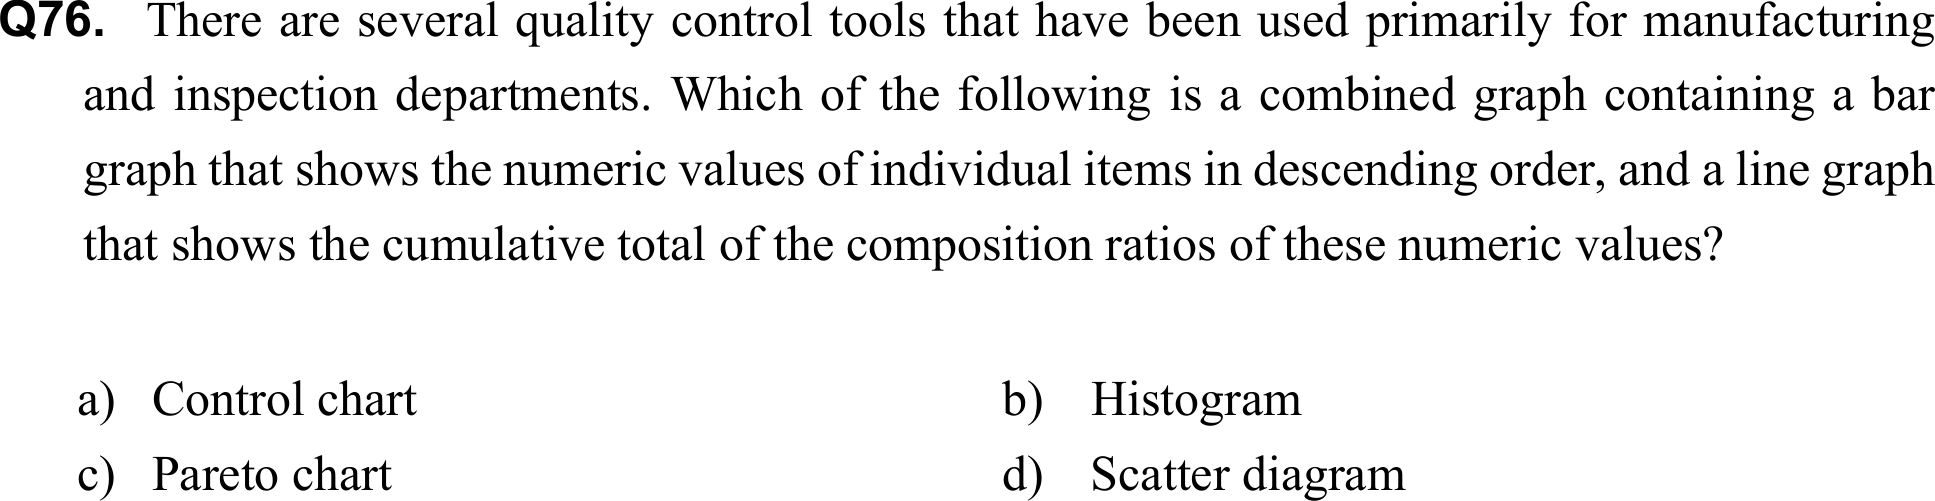 Q76. There are several quality control tools that have been used primarily for manufacturing
and inspection departments. Which of the following is a combined graph containing a bar
graph that shows the numeric values of individual items in descending order, and a line graph
that shows the cumulative total of the composition ratios of these numeric values?
a) Control chart b) Histogram
c) Pareto chart d) Scatter diagram